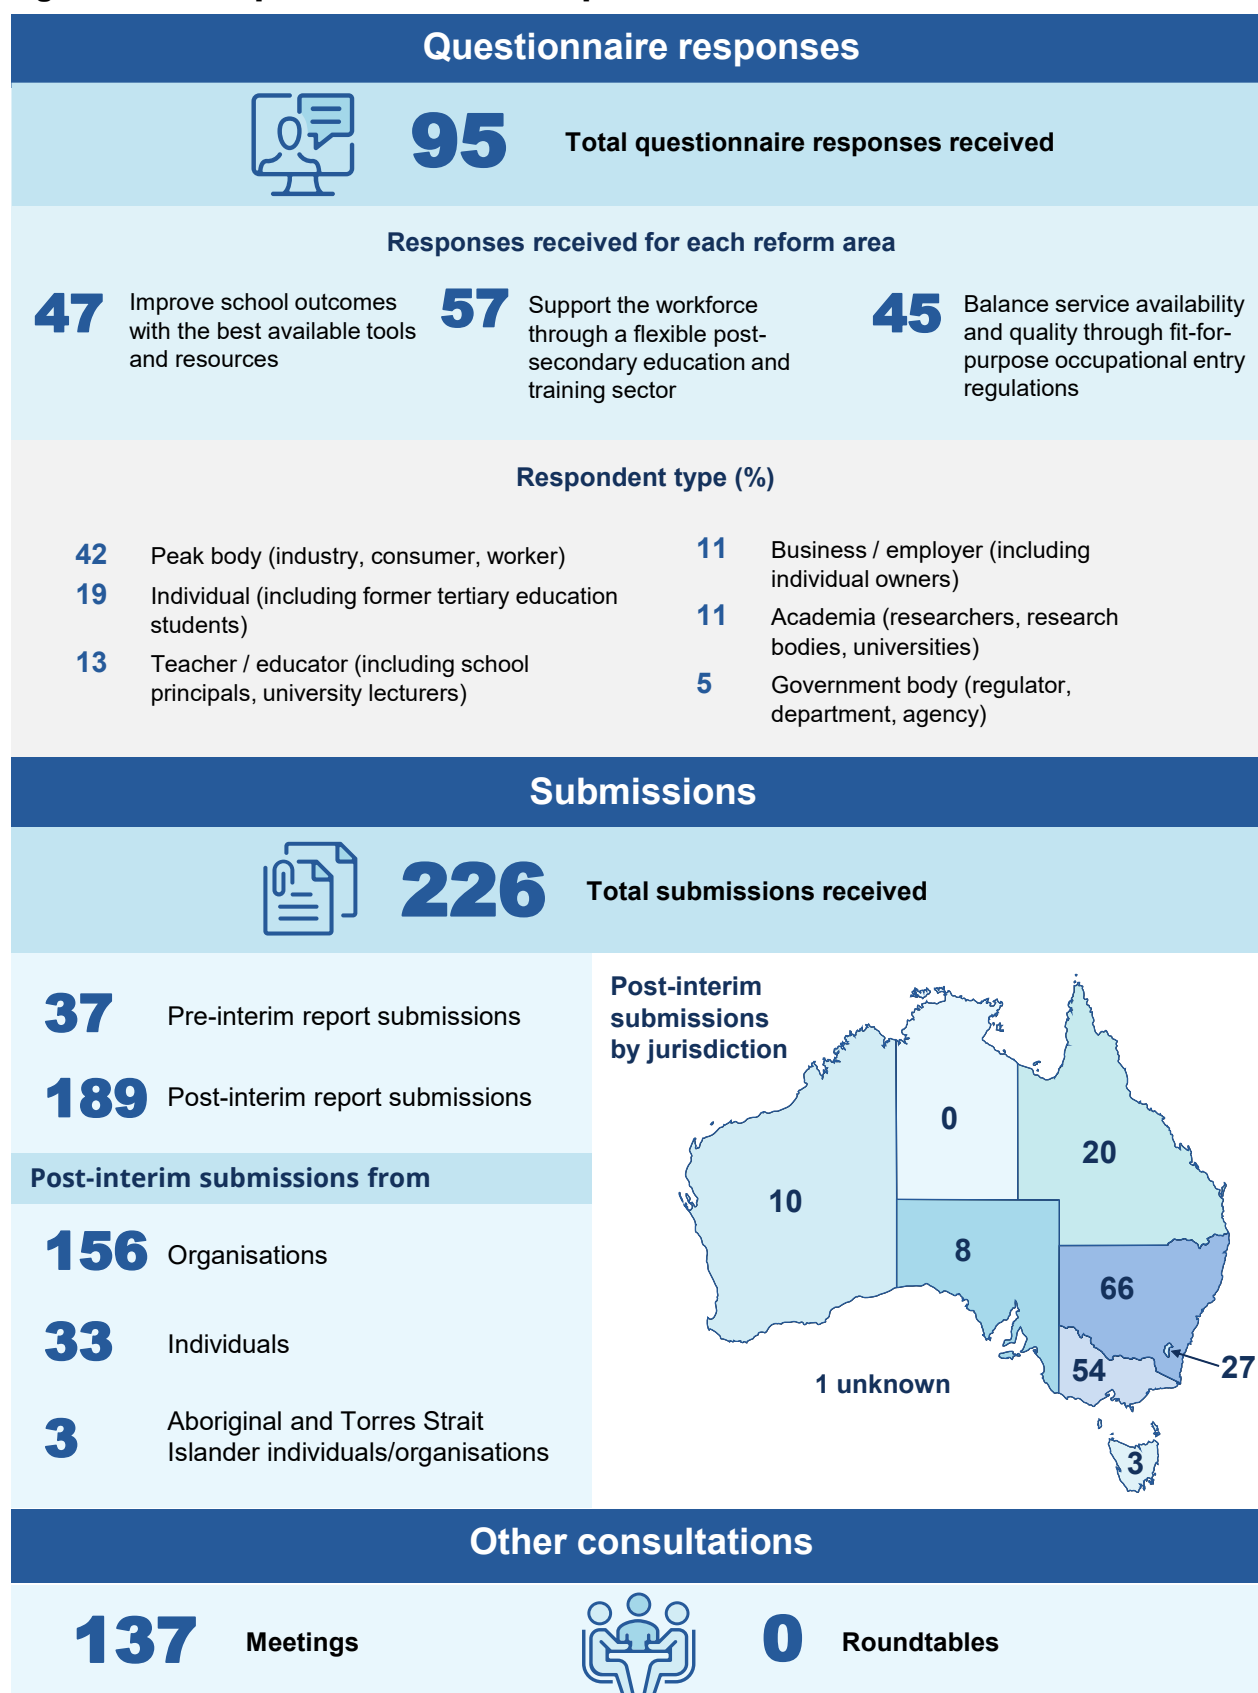 Questionnaire responses
95 Total questionnaire responses received
Responses received for each reform area
47
Improve school outcomes
with the best available tools
and resources
57
Support the workforce
through a flexible post-
secondary education and
training sector
45
Balance service availability
and quality through fit-for-
purpose occupational entry
regulations
Respondent type (%)
42 Peak body (industry, consumer, worker)
19 Individual (including former tertiary education
students)
13 Teacher / educator (including school
principals, university lecturers)
11 Business / employer (including
individual owners)
11 Academia (researchers, research
bodies, universities)
5 Government body (regulator,
department, agency)
Submissions
226 Total submissions received
37 Pre-interim report submissions
189 Post-interim report submissions
Post-interim submissions from
156 Organisations
33 Individuals
3
Aboriginal and Torres Strait
Islander individuals/organisations
Post-interim
submissions
by jurisdiction
0
20
10
8
66
27
54
1 unknown
3
Other consultations
137 Meetings
0 Roundtables